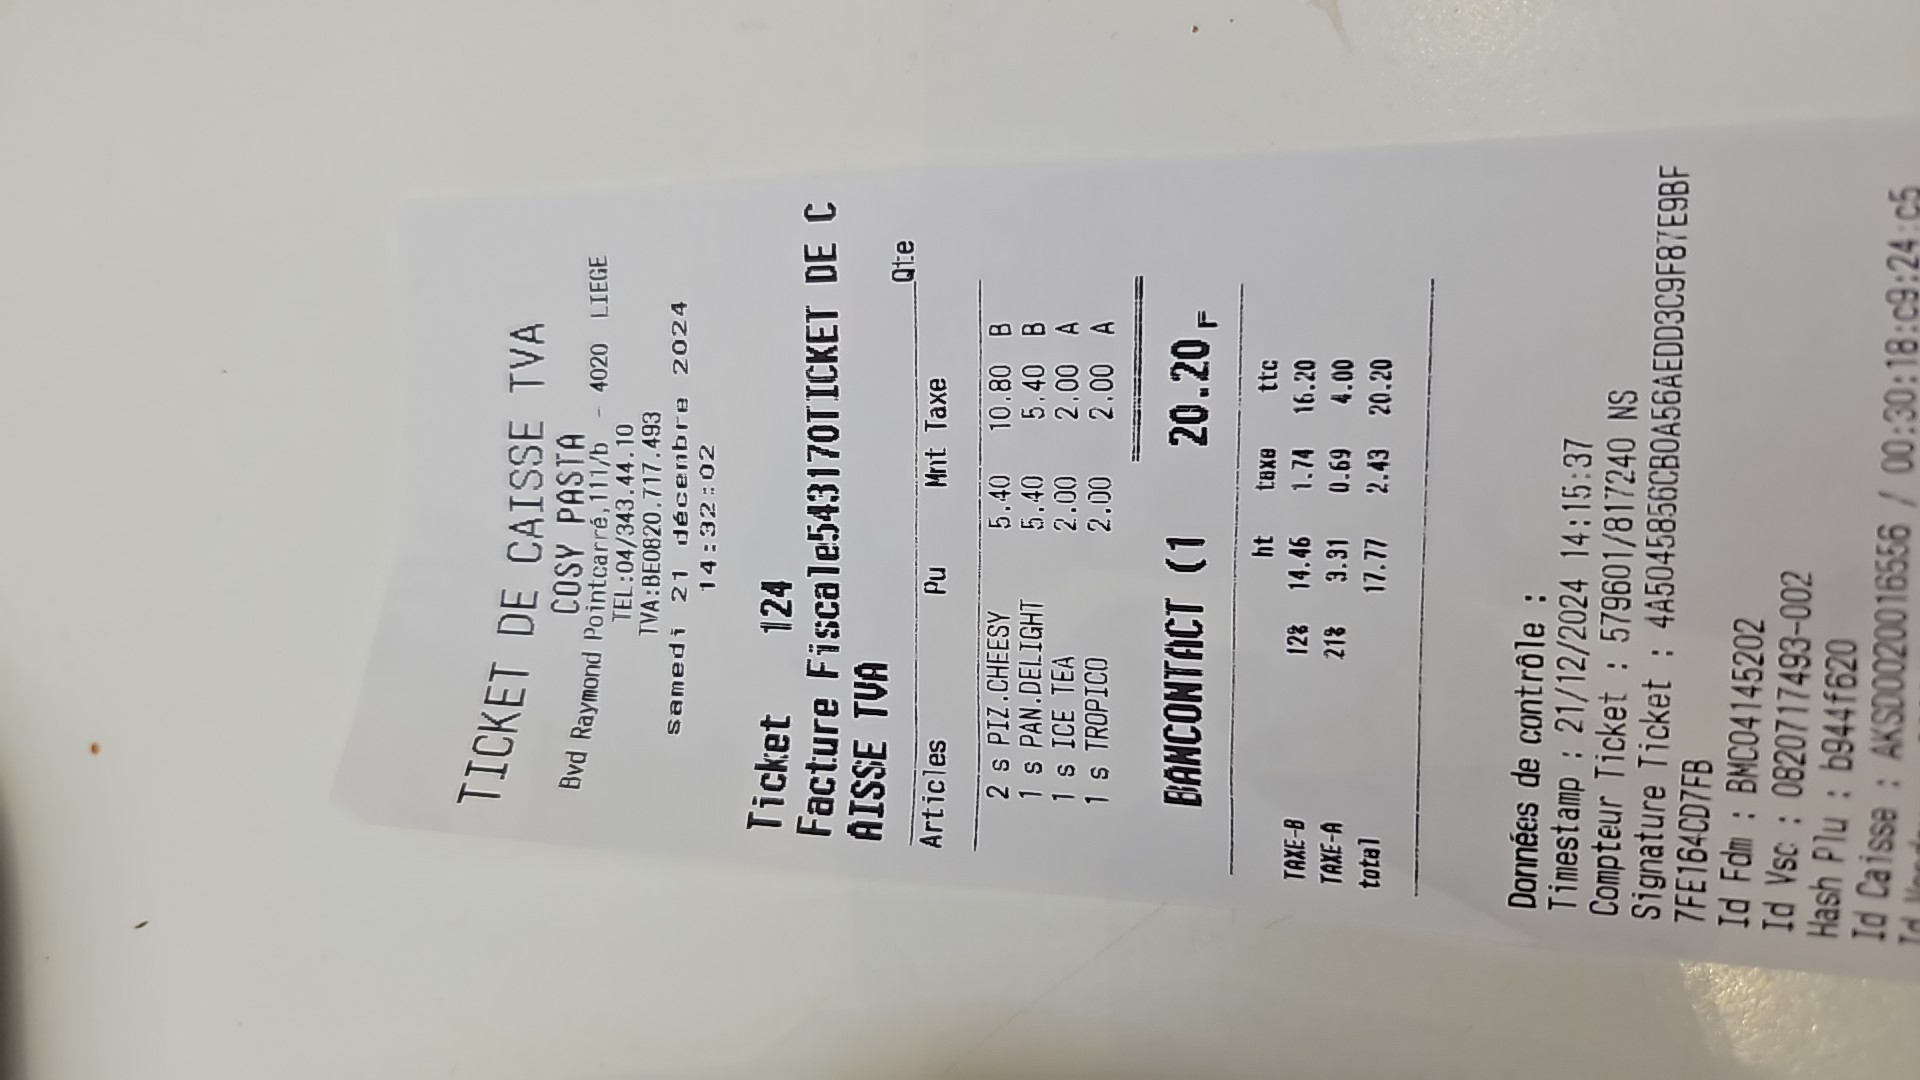 TICKET DE CAISSE TVA
COSY PASTA
Bvd Raymond Pointcarré,111/b - 4020 LIEGE
TEL:04/343.44.10
TVA:BE0820.717.493
samedi 21 décenbre 2024
14:32:02
Ticket 124
Facture Fiscale543170TICKET DE C
AISSE TVA
Qte
Articles Pu Mnt Taxe
2 s PIZ.CHEESY 5.40 10.80 B
1 s PAN.DELIGHT 5.40 5.40 B
1 s ICE TEA 2.00 2.00 A
1 s TROPICO 2.00 2.00 A
BANCONTACT (1 20.20 F
ht taxe ttc
TAXE-B 12% 14.46 1.74 16.20
TAXE-A 21% 3.31 0.69 4.00
total 17.77 2.43 20.20
Données de contrôle :
Timestamp : 21/12/2024 14:15:37
Compteur Ticket : 579601/817240 NS
Signature Ticket : 4A5045856CB0A56AEDD3C9F87E9BF
7FE164CD7FB
Id Fdm : BMC04145202
Id Vsc : 0820717493-002
Hash Plu : b944f620
Id Caisse : AKSD0020016556 / 00:30:18:c9:24:c5